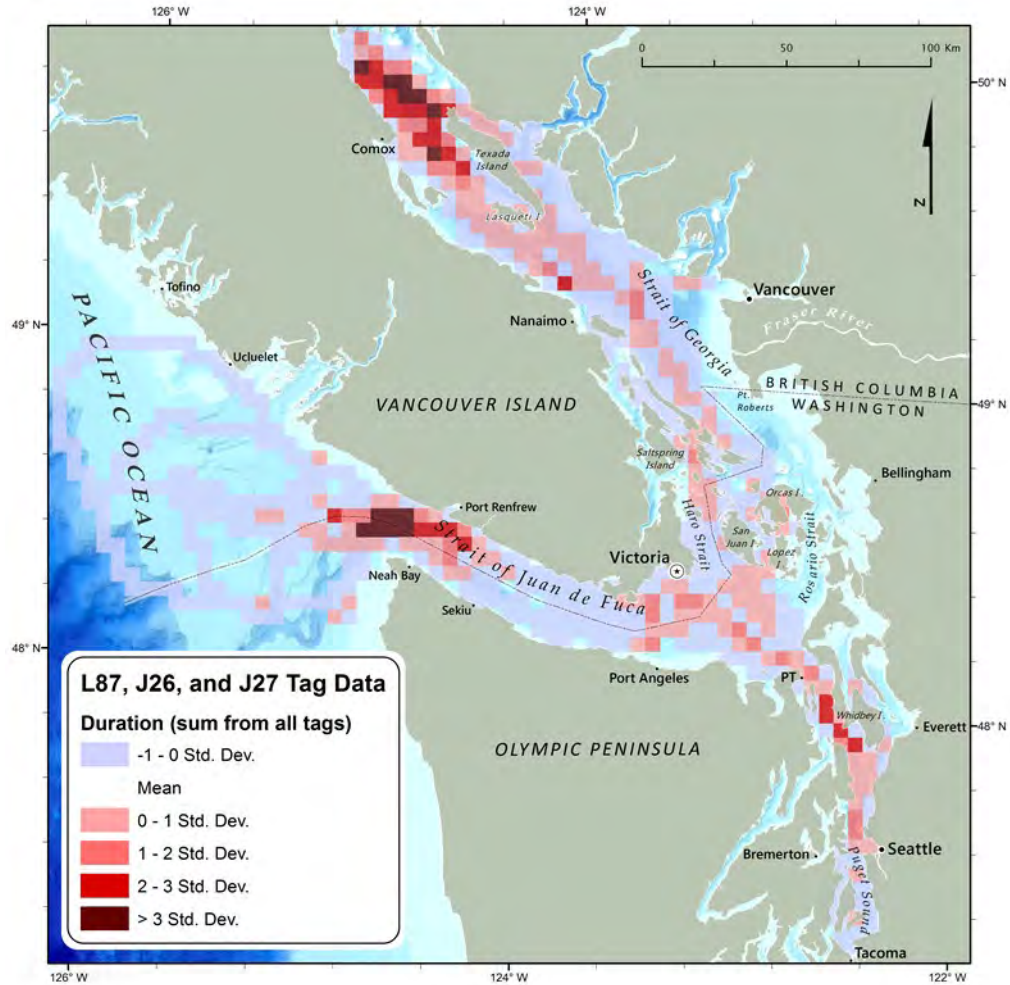 126° W
124° W
0
50
100 Km
50° N
Comox
Texada
Island
Lasqueti I
N
Strait of Georgia
Vancouver
Tofino
Fraser River
49° N
Nanaimo
PACIFIC OCEAN
Ucluelet
BRITISH COLUMBIA
WASHINGTON
Pt.
Roberts
49° N
VANCOUVER ISLAND
Saltspring
Island
Bellingham
Orcas I
Port Renfrew
Haro Strait
San
Juan I
Lopez
I
Rosario Strait
Strait of Juan de Fuca
Victoria
Neah Bay
Sekiu
48° N
Port Angeles
PT
Whidbey I
48° N
Everett
OLYMPIC PENINSULA
L87, J26, and J27 Tag Data
Duration (sum from all tags)
-1 - 0 Std. Dev.
Mean
0 - 1 Std. Dev.
1 - 2 Std. Dev.
2 - 3 Std. Dev.
> 3 Std. Dev.
Bremerton
Seattle
Puget Sound
Tacoma
126° W
124° W
122° W